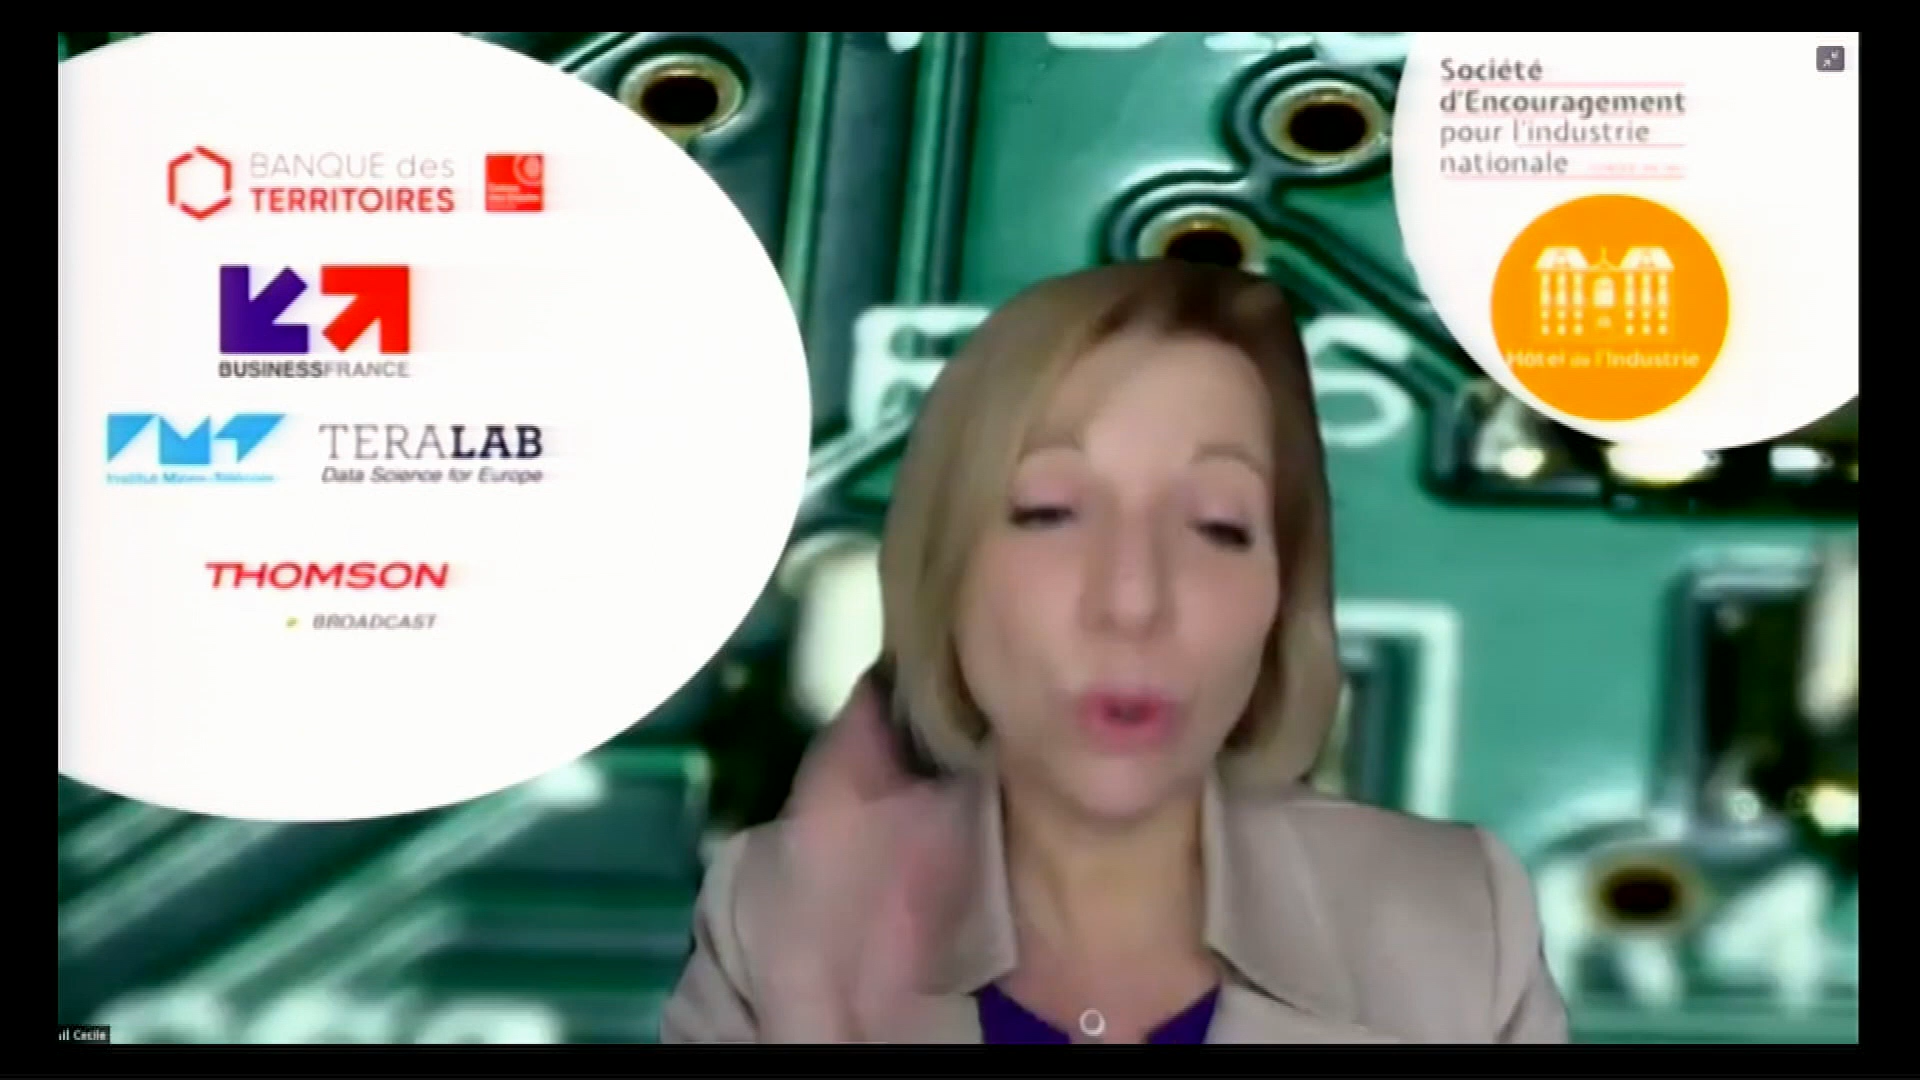 BANQUE des
TERRITOIRES
BUSINESSFRANCE
TERALAB
Data Science for Europe
THOMSON
BROADCAST
Société
d'Encouragement
pour l'industrie
nationale
Hôtel de l'Industrie
Cecile